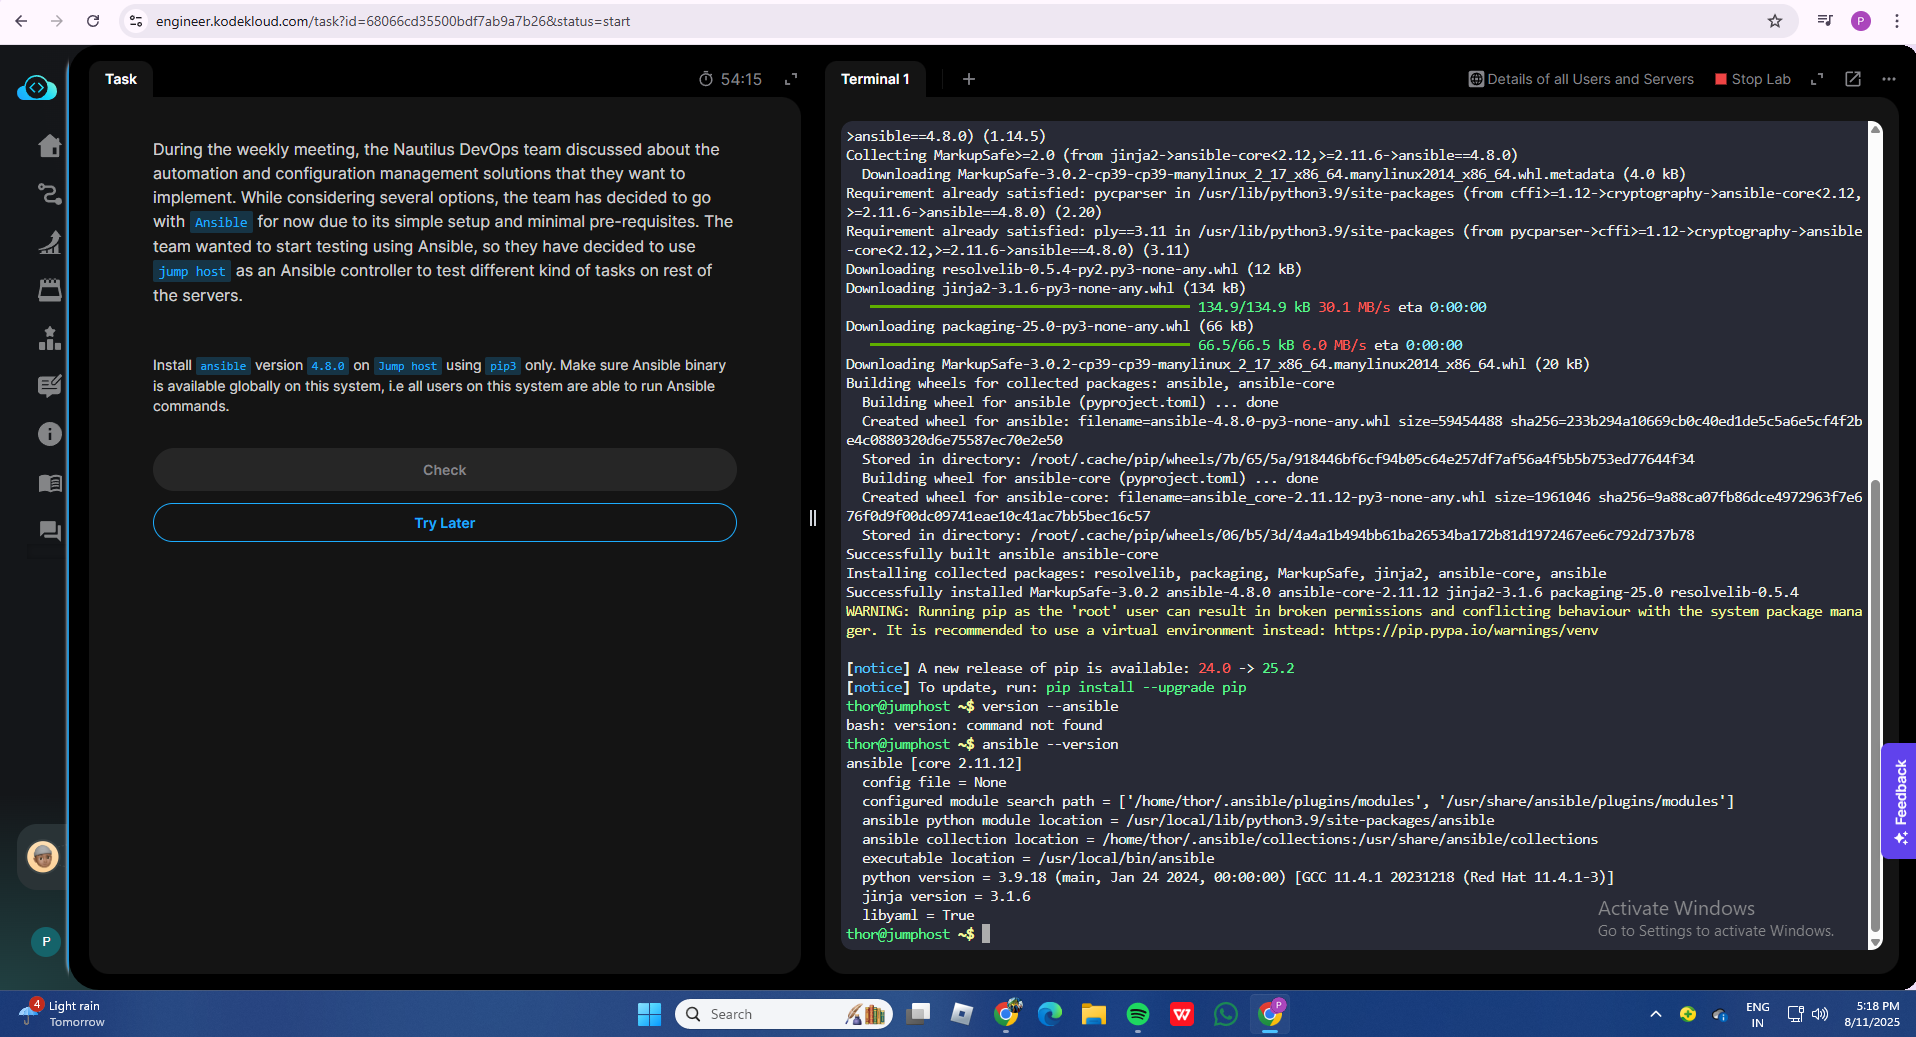 engineer.kodekloud.com/task?id=68066cd35500bdf7ab9a7b26&status=start
P
Task
54:15
During the weekly meeting, the Nautilus DevOps team discussed about the
automation and configuration management solutions that they want to
implement. While considering several options, the team has decided to go
with Ansible for now due to its simple setup and minimal pre-requisites. The
team wanted to start testing using Ansible, so they have decided to use
jump host as an Ansible controller to test different kind of tasks on rest of
the servers.
Install ansible version 4.8.0 on Jump host using pip3 only. Make sure Ansible binary
is available globally on this system, i.e all users on this system are able to run Ansible
commands.
Check
Try Later
P
Terminal 1
+
Details of all Users and Servers
Stop Lab
>ansible==4.8.0) (1.14.5)
Collecting MarkupSafe>=2.0 (from jinja2->ansible-core<2.12,>=2.11.6->ansible==4.8.0)
  Downloading MarkupSafe-3.0.2-cp39-cp39-manylinux_2_17_x86_64.manylinux2014_x86_64.whl.metadata (4.0 kB)
Requirement already satisfied: pycparser in /usr/lib/python3.9/site-packages (from cffi>=1.12->cryptography->ansible-core<2.12,
>=2.11.6->ansible==4.8.0) (2.20)
Requirement already satisfied: ply==3.11 in /usr/lib/python3.9/site-packages (from pycparser->cffi>=1.12->cryptography->ansible
-core<2.12,>=2.11.6->ansible==4.8.0) (3.11)
Downloading resolvelib-0.5.4-py2.py3-none-any.whl (12 kB)
Downloading jinja2-3.1.6-py3-none-any.whl (134 kB)
134.9/134.9 kB 30.1 MB/s eta 0:00:00
Downloading packaging-25.0-py3-none-any.whl (66 kB)
66.5/66.5 kB 6.0 MB/s eta 0:00:00
Downloading MarkupSafe-3.0.2-cp39-cp39-manylinux_2_17_x86_64.manylinux2014_x86_64.whl (20 kB)
Building wheels for collected packages: ansible, ansible-core
  Building wheel for ansible (pyproject.toml) ... done
  Created wheel for ansible: filename=ansible-4.8.0-py3-none-any.whl size=59454488 sha256=233b294a10669cb0c40ed1de5c5a6e5cf4f2b
e4c0880320d6e75587ec70e2e50
  Stored in directory: /root/.cache/pip/wheels/7b/65/5a/918446bf6cf94b05c64e257df7af56a4f5b5b753ed77644f34
  Building wheel for ansible-core (pyproject.toml) ... done
  Created wheel for ansible-core: filename=ansible_core-2.11.12-py3-none-any.whl size=1961046 sha256=9a88ca07fb86dce4972963f7e6
76f0d9f00dc09741eae10c41ac7bb5bec16c57
  Stored in directory: /root/.cache/pip/wheels/06/b5/3d/4a4a1b494bb61ba26534ba172b81d1972467ee6c792d737b78
Successfully built ansible ansible-core
Installing collected packages: resolvelib, packaging, MarkupSafe, jinja2, ansible-core, ansible
Successfully installed MarkupSafe-3.0.2 ansible-4.8.0 ansible-core-2.11.12 jinja2-3.1.6 packaging-25.0 resolvelib-0.5.4
WARNING: Running pip as the 'root' user can result in broken permissions and conflicting behaviour with the system package mana
ger. It is recommended to use a virtual environment instead: https://pip.pypa.io/warnings/venv
[notice] A new release of pip is available: 24.0 -> 25.2
[notice] To update, run: pip install --upgrade pip
thor@jumphost ~$ version --ansible
bash: version: command not found
thor@jumphost ~$ ansible --version
ansible [core 2.11.12]
  config file = None
  configured module search path = ['/home/thor/.ansible/plugins/modules', '/usr/share/ansible/plugins/modules']
  ansible python module location = /usr/local/lib/python3.9/site-packages/ansible
  ansible collection location = /home/thor/.ansible/collections:/usr/share/ansible/collections
  executable location = /usr/local/bin/ansible
  python version = 3.9.18 (main, Jan 24 2024, 00:00:00) [GCC 11.4.1 20231218 (Red Hat 11.4.1-3)]
  jinja version = 3.1.6
  libyaml = True
thor@jumphost ~$
Activate Windows
Go to Settings to activate Windows.
Feedback
4
Light rain
Tomorrow
Search
W
P
ENG
IN
5:18 PM
8/11/2025